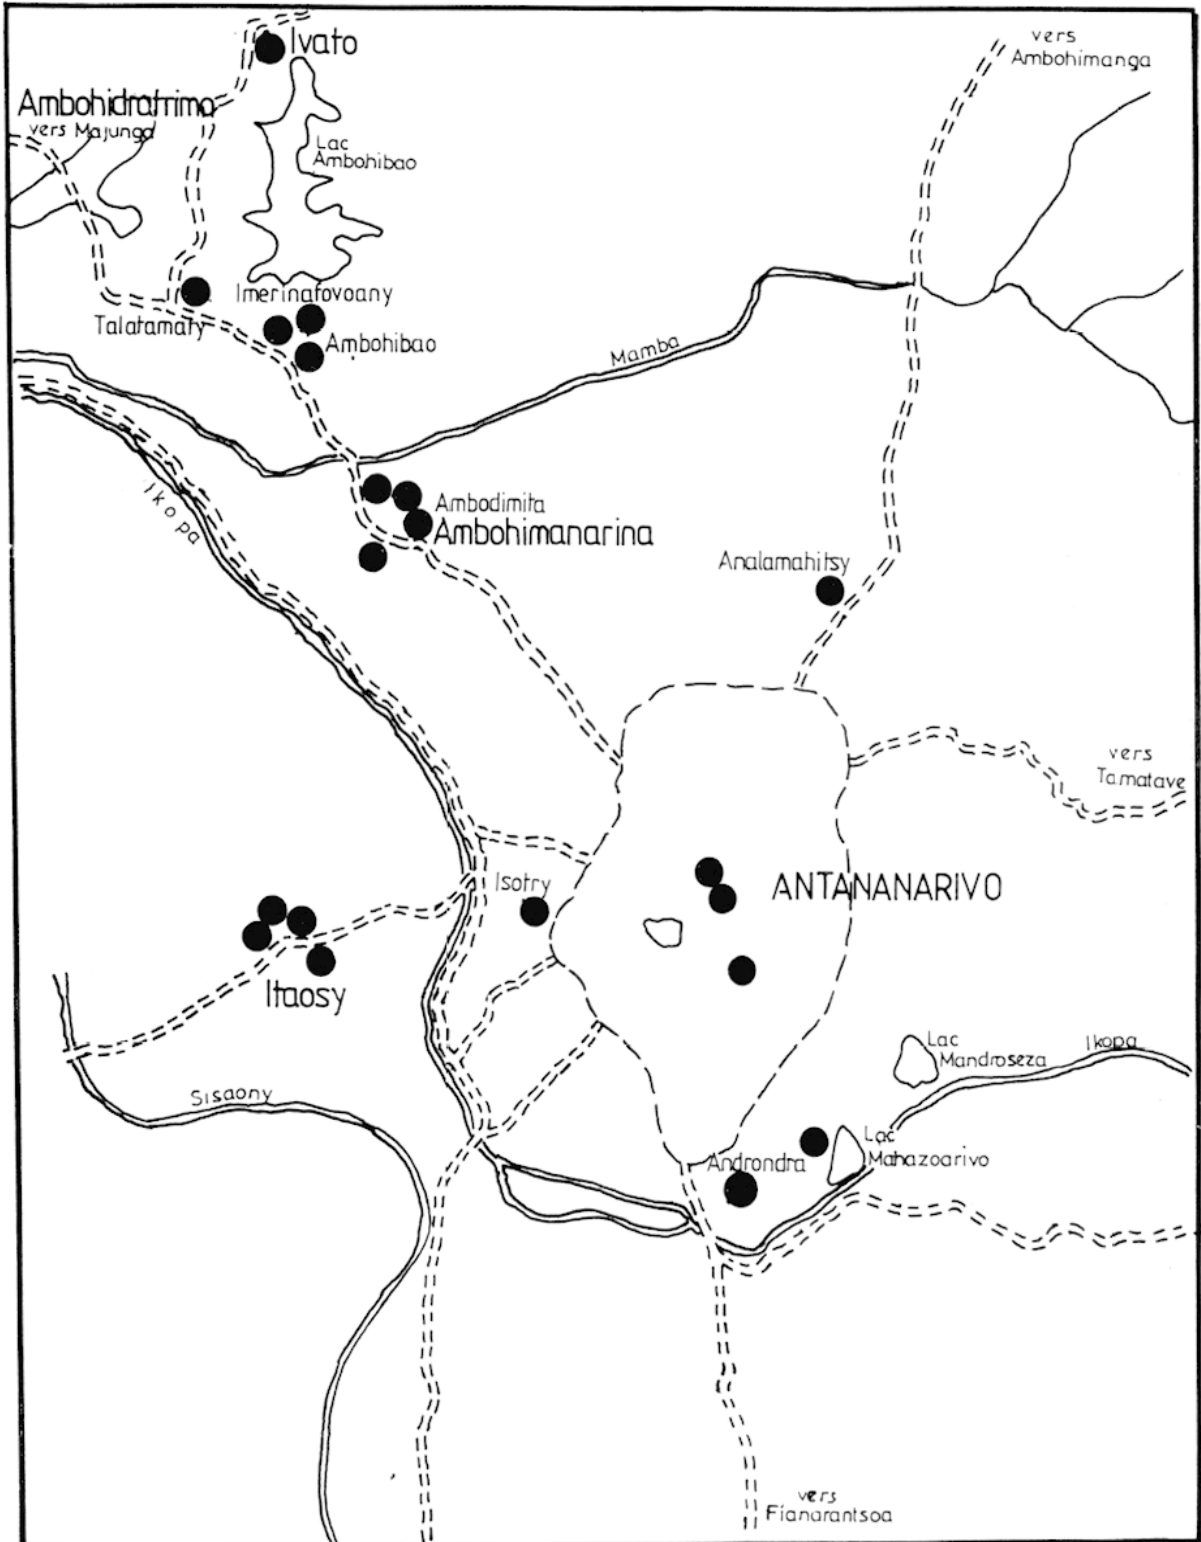 Ivato
vers
Ambohimanga
Ambohidratrimo
vers Majunga
Lac
Ambohibao
Imerinafovoany
Talatamaty
Ambohibao
Mamba
Ikopa
Ambodimita
Ambohimanarina
Analamahitsy
vers
Tamatave
Isotry
ANTANANARIVO
Itaosy
Lac
Mandroseza
Ikopa
Sisaony
Lac
Mahazoarivo
Androndra
vers
Fianarantsoa